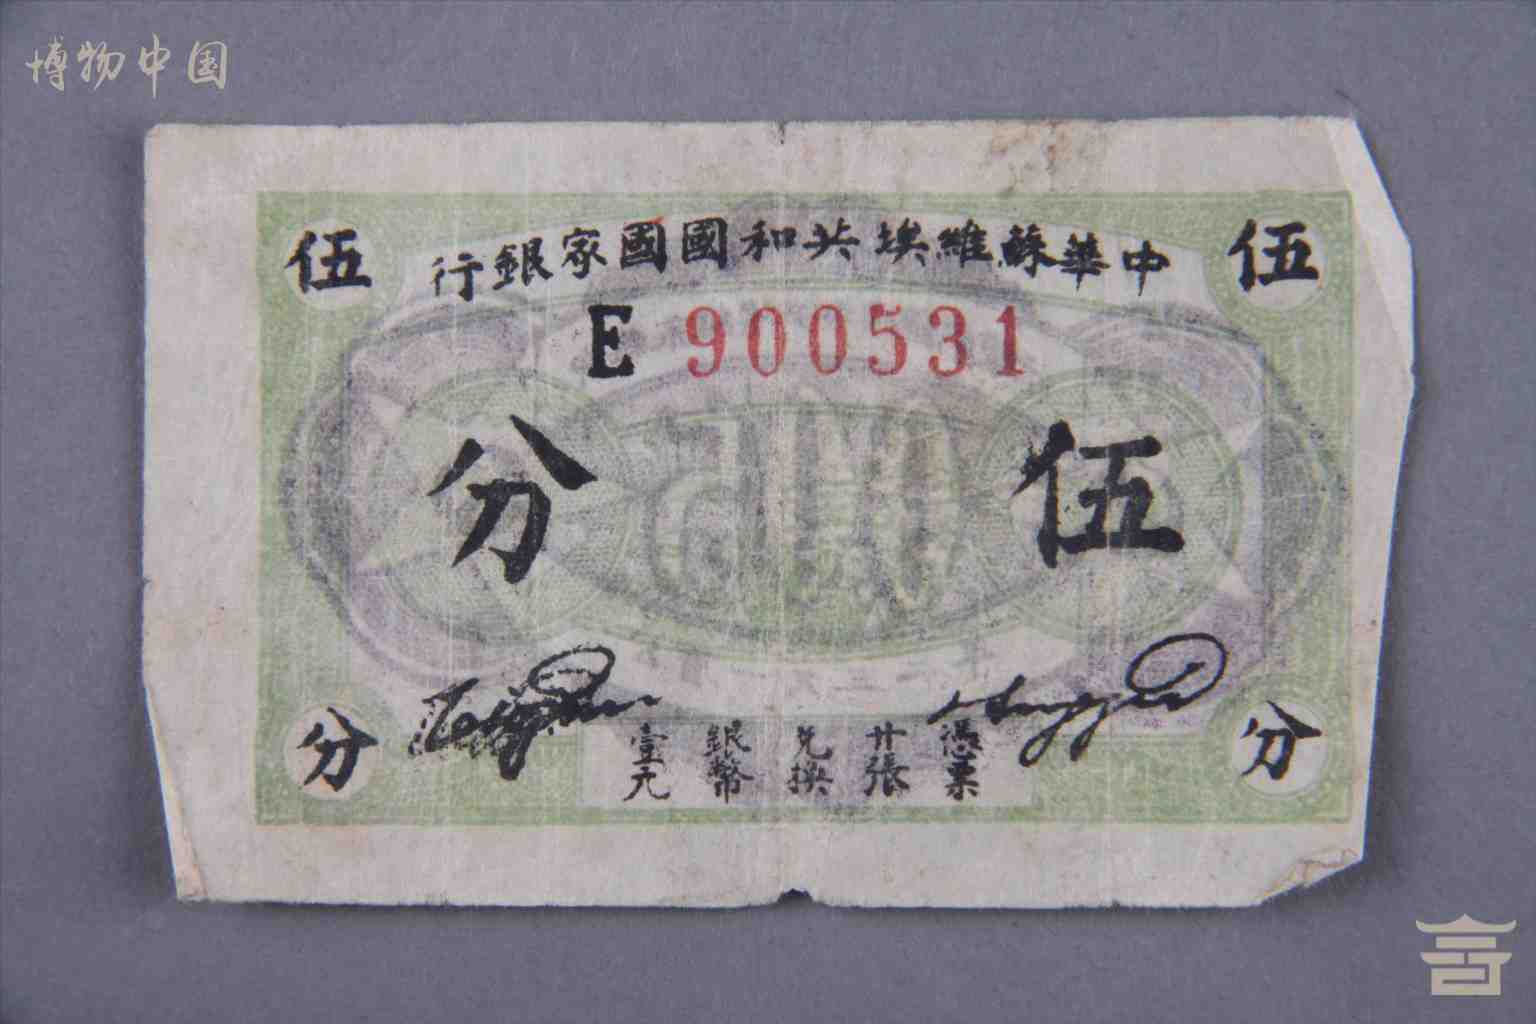 博物中国
中華蘇維埃共和國國家銀行
伍
伍
E 900531
伍分
憑票廿張兌換銀幣壹元
分
分